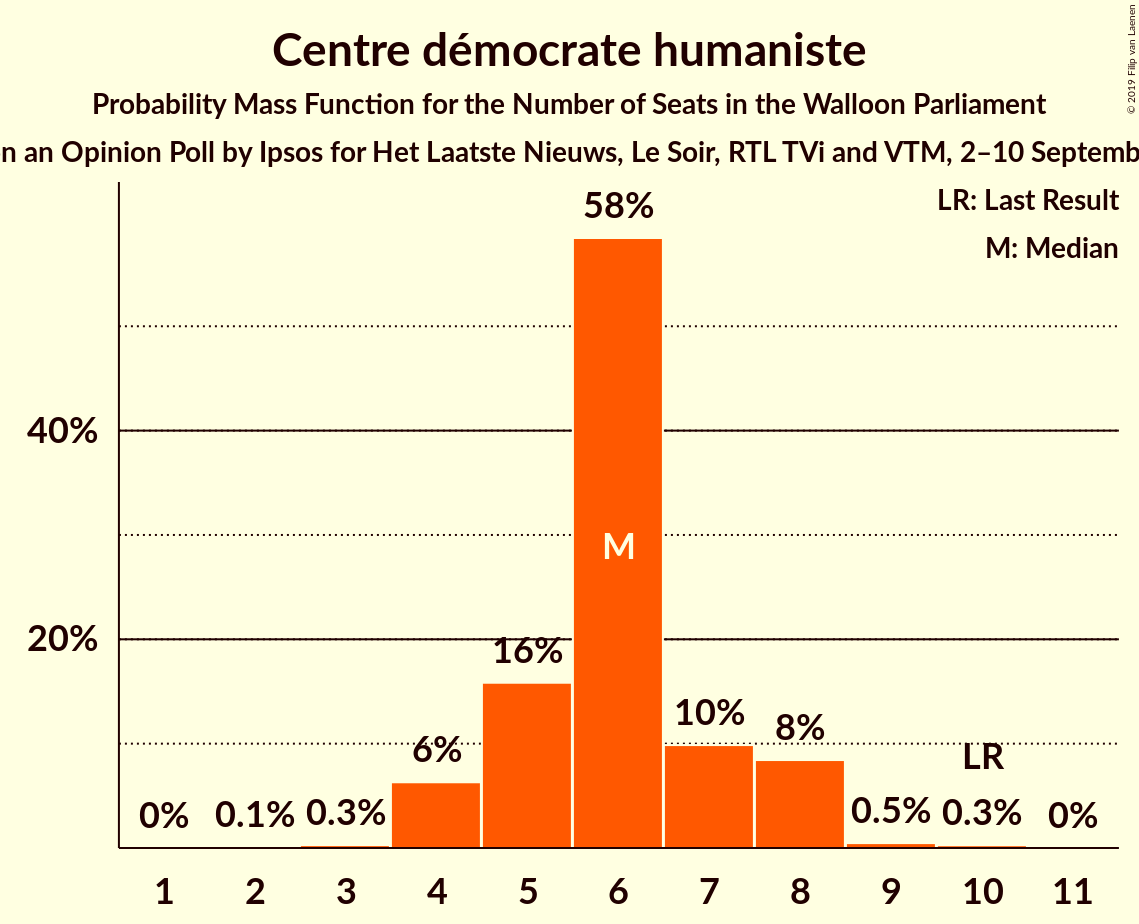 Centre démocrate humaniste
Probability Mass Function for the Number of Seats in the Walloon Parliament
n an Opinion Poll by Ipsos for Het Laatste Nieuws, Le Soir, RTL TVi and VTM, 2–10 Septemb
© 2019 Filip van Laenen
LR: Last Result
M: Median
58%
40%
M
20%
16%
10%
8%
6%
LR
0% 0.1% 0.3% 0.5% 0.3% 0%
1 2 3 4 5 6 7 8 9 10 11